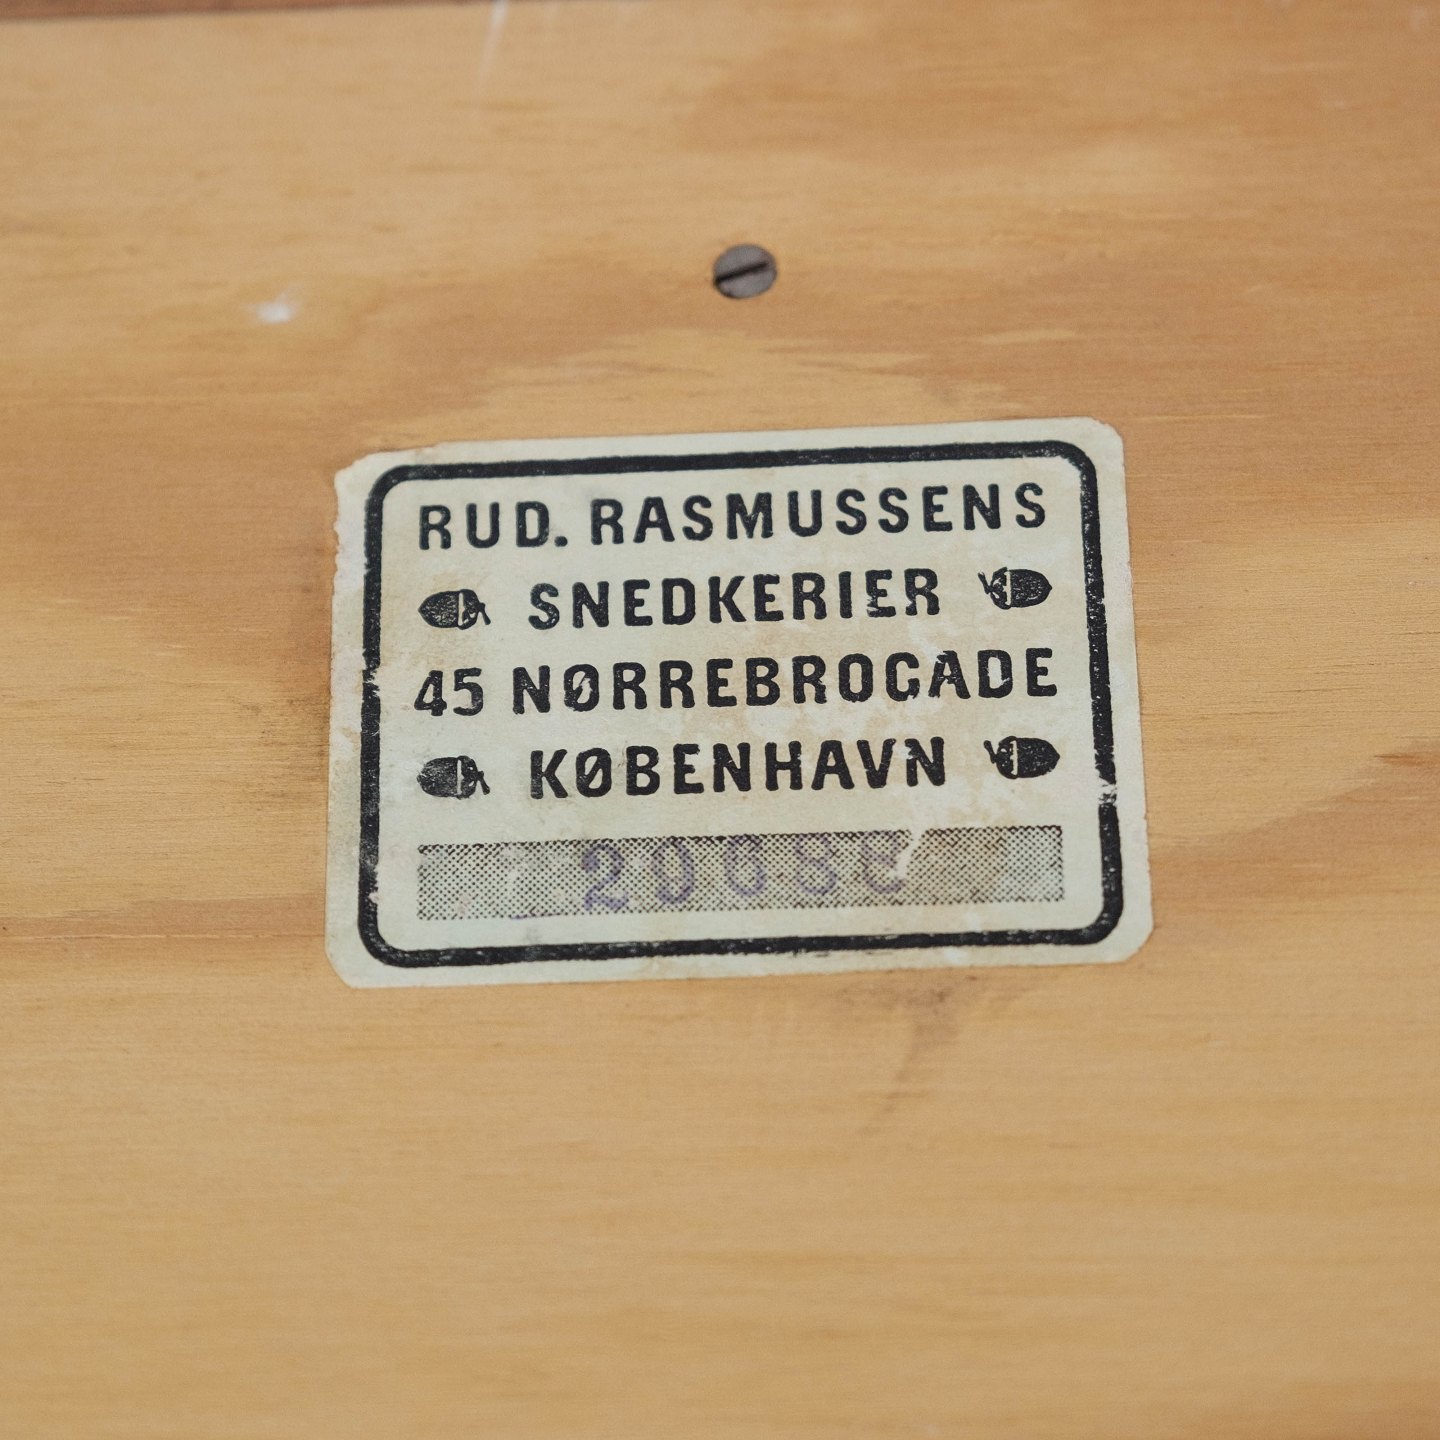 RUD. RASMUSSENS
SNEDKERIER
45 NØRREBROGADE
KØBENHAVN